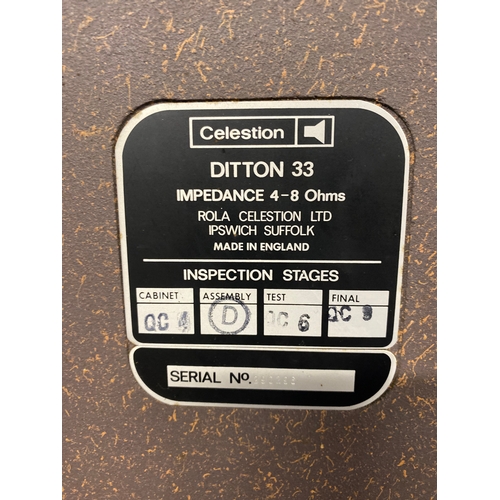 Celestion
DITTON 33
IMPEDANCE 4-8 Ohms
ROLA CELESTION LTD
IPSWICH SUFFOLK
MADE IN ENGLAND
INSPECTION STAGES
CABINET ASSEMBLY TEST FINAL
QC 4 D QC 6 QC 9
SERIAL NO.